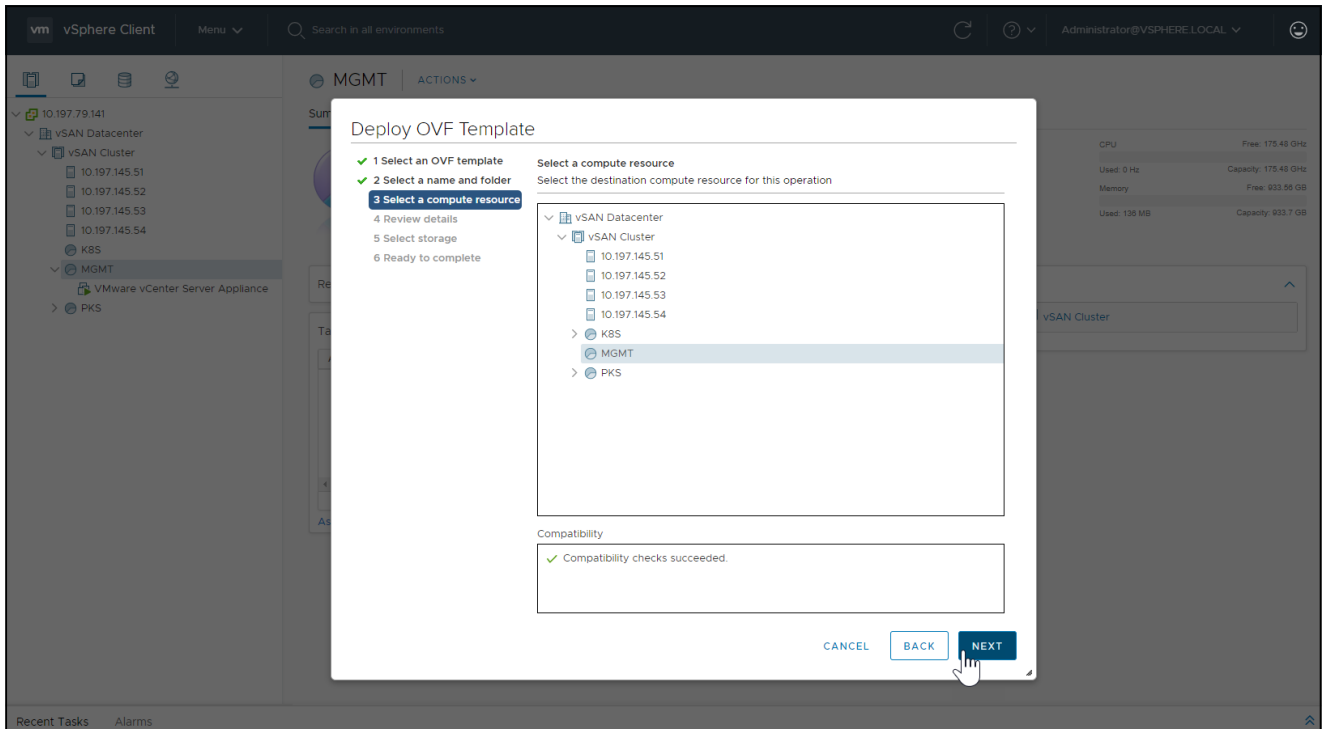 vm vSphere Client Menu Search in all environments Administrator@VSPHERE.LOCAL
MGMT ACTIONS
10.197.79.141
vSAN Datacenter
vSAN Cluster
10.197.145.51
10.197.145.52
10.197.145.53
10.197.145.54
K8S
MGMT
VMware vCenter Server Appliance
PKS
Sum
Re
Ta
As
Deploy OVF Template
1 Select an OVF template
2 Select a name and folder
3 Select a compute resource
4 Review details
5 Select storage
6 Ready to complete
Select a compute resource
Select the destination compute resource for this operation
vSAN Datacenter
vSAN Cluster
10.197.145.51
10.197.145.52
10.197.145.53
10.197.145.54
K8S
MGMT
PKS
Compatibility
Compatibility checks succeeded.
CANCEL BACK NEXT
CPU Free: 175.48 GHz
Used: 0 Hz Capacity: 175.48 GHz
Memory Free: 933.56 GB
Used: 136 MB Capacity: 933.7 GB
vSAN Cluster
Recent Tasks Alarms